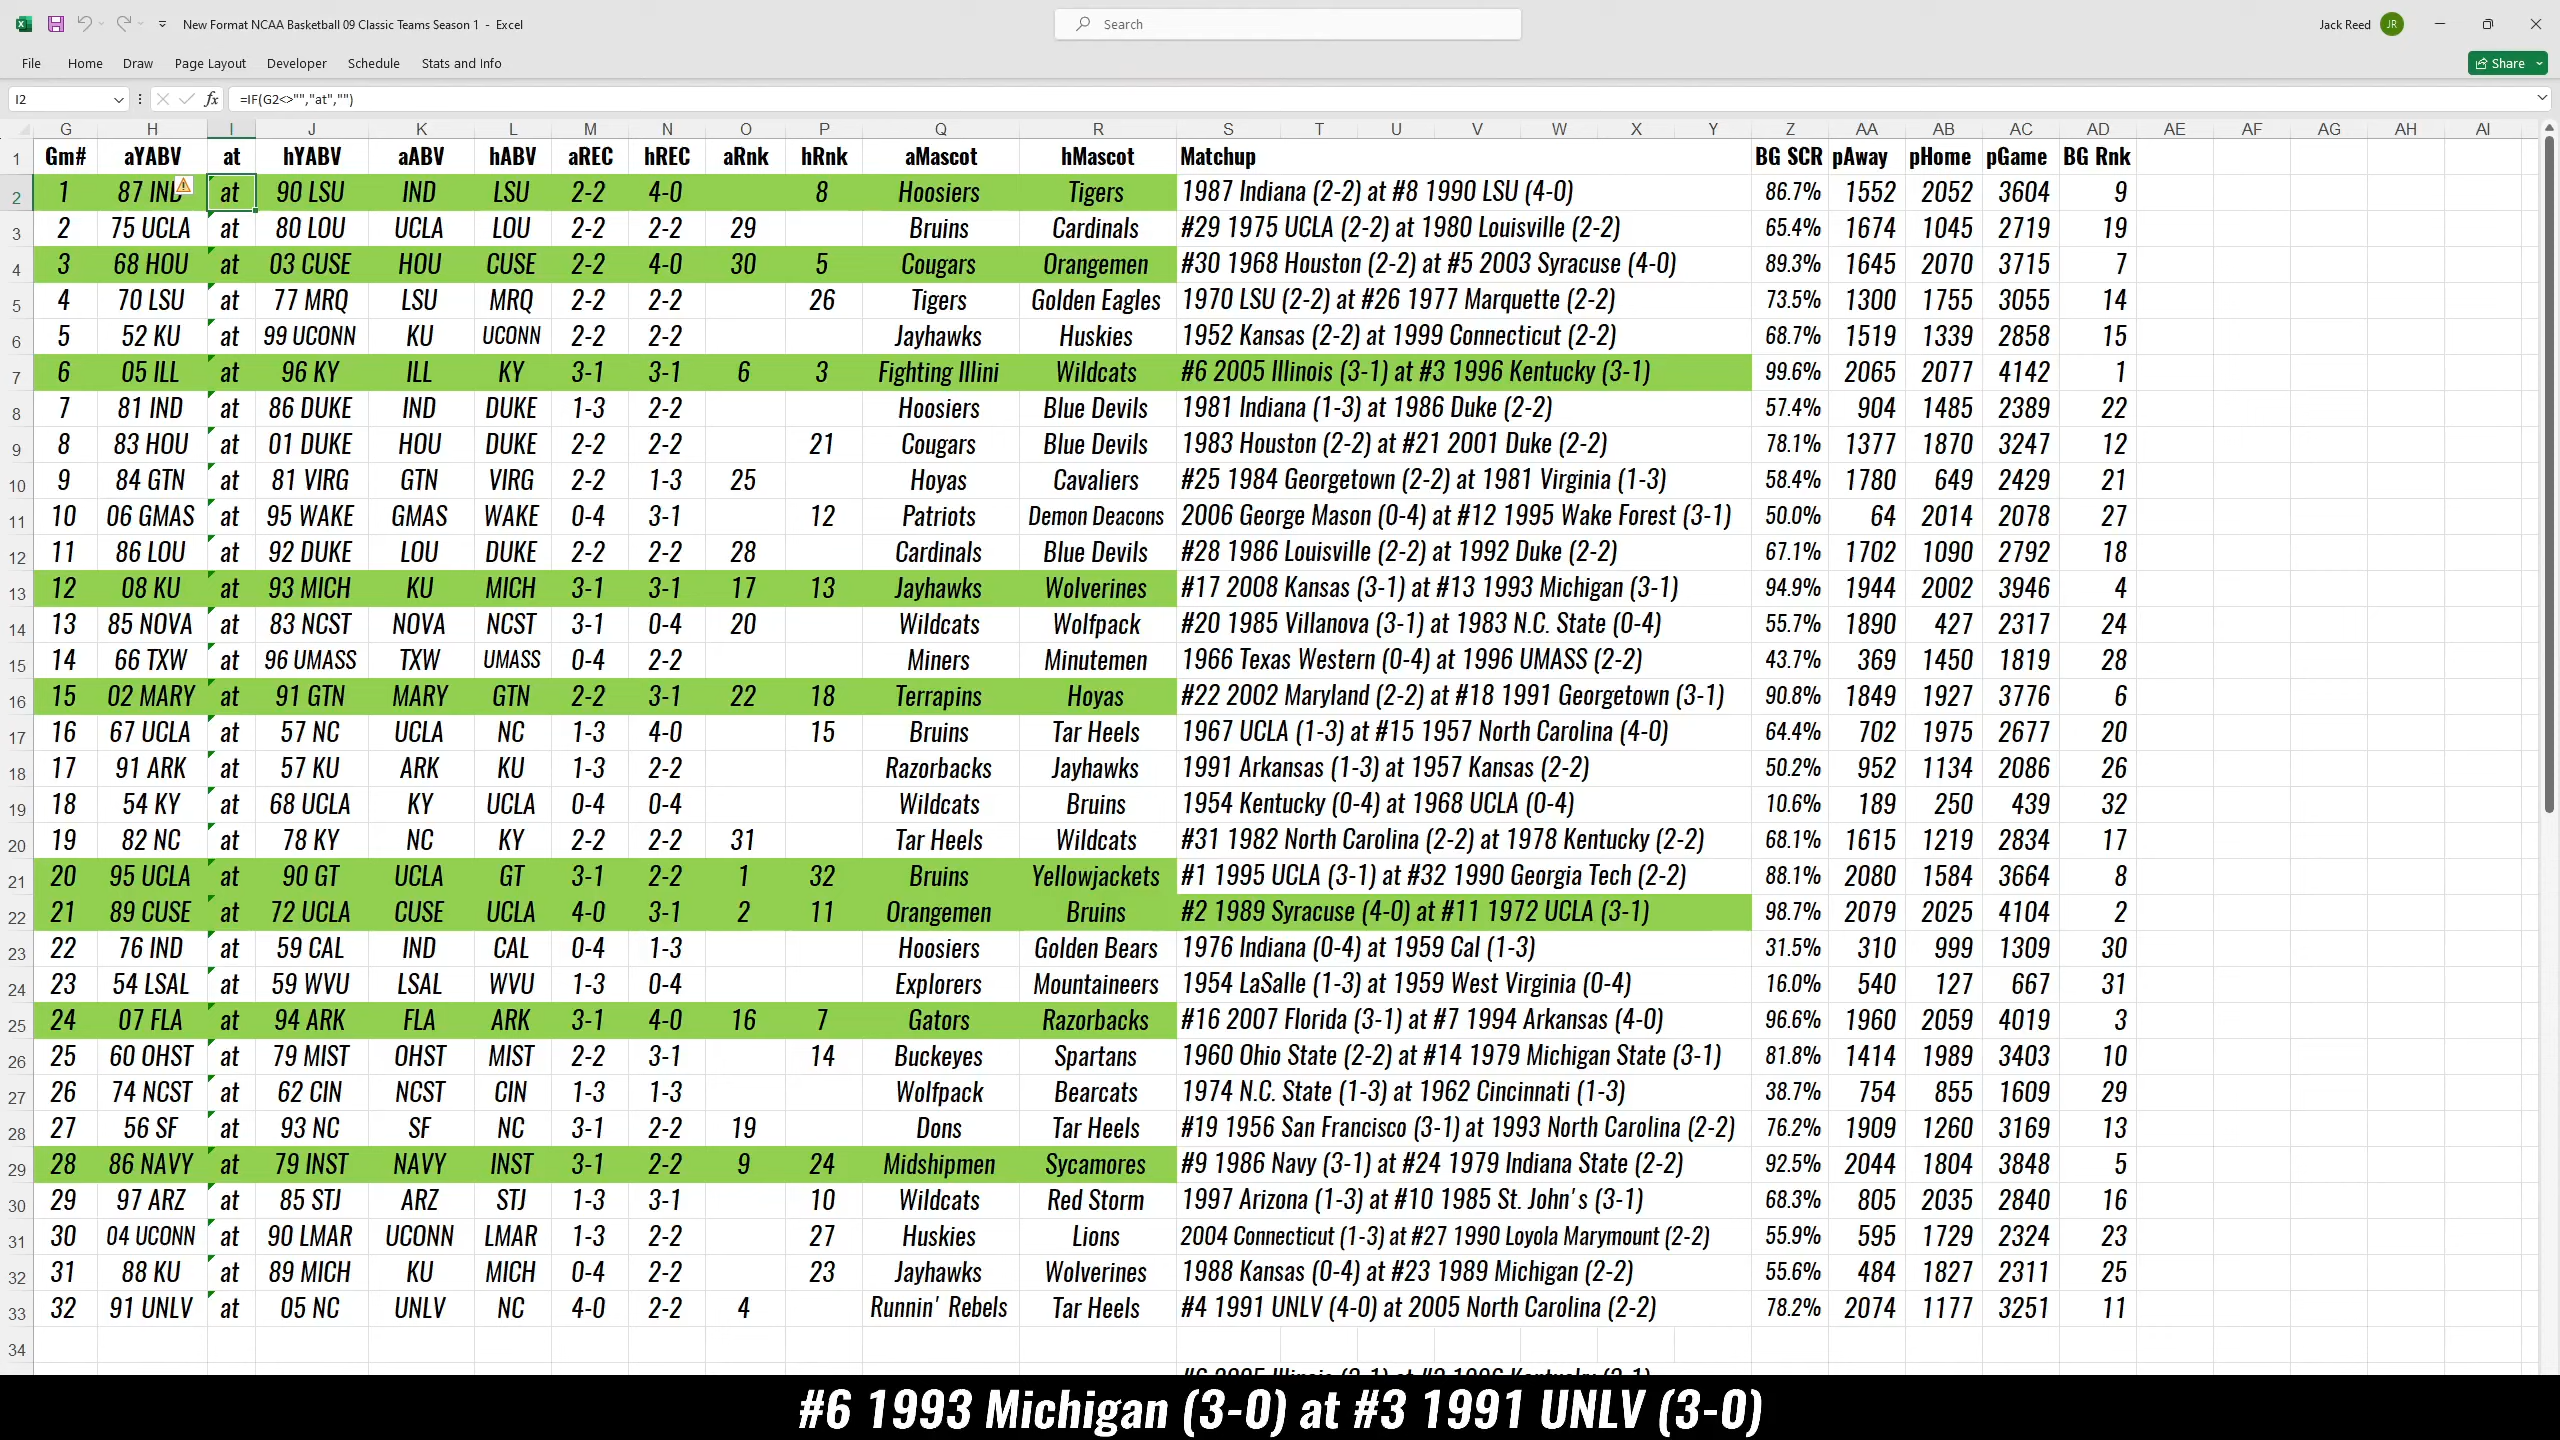 New Format NCAA Basketball 09 Classic Teams Season 1 - Excel
Search
Jack Reed JR
File Home Draw Page Layout Developer Schedule Stats and Info
Share
I2 fx =IF(G2<>"","at","")
G H I J K L M N O P Q R S T U V W X Y Z AA AB AC AD AE AF AG AH AI
1 Gm# aYABV at hYABV aABV hABV aREC hREC aRnk hRnk aMascot hMascot Matchup BG SCR pAway pHome pGame BG Rnk
2 1 87 IND at 90 LSU IND LSU 2-2 4-0 8 Hoosiers Tigers 1987 Indiana (2-2) at #8 1990 LSU (4-0) 86.7% 1552 2052 3604 9
3 2 75 UCLA at 80 LOU UCLA LOU 2-2 2-2 29 Bruins Cardinals #29 1975 UCLA (2-2) at 1980 Louisville (2-2) 65.4% 1674 1045 2719 19
4 3 68 HOU at 03 CUSE HOU CUSE 2-2 4-0 30 5 Cougars Orangemen #30 1968 Houston (2-2) at #5 2003 Syracuse (4-0) 89.3% 1645 2070 3715 7
5 4 70 LSU at 77 MRQ LSU MRQ 2-2 2-2 26 Tigers Golden Eagles 1970 LSU (2-2) at #26 1977 Marquette (2-2) 73.5% 1300 1755 3055 14
6 5 52 KU at 99 UCONN KU UCONN 2-2 2-2 Jayhawks Huskies 1952 Kansas (2-2) at 1999 Connecticut (2-2) 68.7% 1519 1339 2858 15
7 6 05 ILL at 96 KY ILL KY 3-1 3-1 6 3 Fighting Illini Wildcats #6 2005 Illinois (3-1) at #3 1996 Kentucky (3-1) 99.6% 2065 2077 4142 1
8 7 81 IND at 86 DUKE IND DUKE 1-3 2-2 Hoosiers Blue Devils 1981 Indiana (1-3) at 1986 Duke (2-2) 57.4% 904 1485 2389 22
9 8 83 HOU at 01 DUKE HOU DUKE 2-2 2-2 21 Cougars Blue Devils 1983 Houston (2-2) at #21 2001 Duke (2-2) 78.1% 1377 1870 3247 12
10 9 84 GTN at 81 VIRG GTN VIRG 2-2 1-3 25 Hoyas Cavaliers #25 1984 Georgetown (2-2) at 1981 Virginia (1-3) 58.4% 1780 649 2429 21
11 10 06 GMAS at 95 WAKE GMAS WAKE 0-4 3-1 12 Patriots Demon Deacons 2006 George Mason (0-4) at #12 1995 Wake Forest (3-1) 50.0% 64 2014 2078 27
12 11 86 LOU at 92 DUKE LOU DUKE 2-2 2-2 28 Cardinals Blue Devils #28 1986 Louisville (2-2) at 1992 Duke (2-2) 67.1% 1702 1090 2792 18
13 12 08 KU at 93 MICH KU MICH 3-1 3-1 17 13 Jayhawks Wolverines #17 2008 Kansas (3-1) at #13 1993 Michigan (3-1) 94.9% 1944 2002 3946 4
14 13 85 NOVA at 83 NCST NOVA NCST 3-1 0-4 20 Wildcats Wolfpack #20 1985 Villanova (3-1) at 1983 N.C. State (0-4) 55.7% 1890 427 2317 24
15 14 66 TXW at 96 UMASS TXW UMASS 0-4 2-2 Miners Minutemen 1966 Texas Western (0-4) at 1996 UMASS (2-2) 43.7% 369 1450 1819 28
16 15 02 MARY at 91 GTN MARY GTN 2-2 3-1 22 18 Terrapins Hoyas #22 2002 Maryland (2-2) at #18 1991 Georgetown (3-1) 90.8% 1849 1927 3776 6
17 16 67 UCLA at 57 NC UCLA NC 1-3 4-0 15 Bruins Tar Heels 1967 UCLA (1-3) at #15 1957 North Carolina (4-0) 64.4% 702 1975 2677 20
18 17 91 ARK at 57 KU ARK KU 1-3 2-2 Razorbacks Jayhawks 1991 Arkansas (1-3) at 1957 Kansas (2-2) 50.2% 952 1134 2086 26
19 18 54 KY at 68 UCLA KY UCLA 0-4 0-4 Wildcats Bruins 1954 Kentucky (0-4) at 1968 UCLA (0-4) 10.6% 189 250 439 32
20 19 82 NC at 78 KY NC KY 2-2 2-2 31 Tar Heels Wildcats #31 1982 North Carolina (2-2) at 1978 Kentucky (2-2) 68.1% 1615 1219 2834 17
21 20 95 UCLA at 90 GT UCLA GT 3-1 2-2 1 32 Bruins Yellowjackets #1 1995 UCLA (3-1) at #32 1990 Georgia Tech (2-2) 88.1% 2080 1584 3664 8
22 21 89 CUSE at 72 UCLA CUSE UCLA 4-0 3-1 2 11 Orangemen Bruins #2 1989 Syracuse (4-0) at #11 1972 UCLA (3-1) 98.7% 2079 2025 4104 2
23 22 76 IND at 59 CAL IND CAL 0-4 1-3 Hoosiers Golden Bears 1976 Indiana (0-4) at 1959 Cal (1-3) 31.5% 310 999 1309 30
24 23 54 LSAL at 59 WVU LSAL WVU 1-3 0-4 Explorers Mountaineers 1954 LaSalle (1-3) at 1959 West Virginia (0-4) 16.0% 540 127 667 31
25 24 07 FLA at 94 ARK FLA ARK 3-1 4-0 16 7 Gators Razorbacks #16 2007 Florida (3-1) at #7 1994 Arkansas (4-0) 96.6% 1960 2059 4019 3
26 25 60 OHST at 79 MIST OHST MIST 2-2 3-1 14 Buckeyes Spartans 1960 Ohio State (2-2) at #14 1979 Michigan State (3-1) 81.8% 1414 1989 3403 10
27 26 74 NCST at 62 CIN NCST CIN 1-3 1-3 Wolfpack Bearcats 1974 N.C. State (1-3) at 1962 Cincinnati (1-3) 38.7% 754 855 1609 29
28 27 56 SF at 93 NC SF NC 3-1 2-2 19 Dons Tar Heels #19 1956 San Francisco (3-1) at 1993 North Carolina (2-2) 76.2% 1909 1260 3169 13
29 28 86 NAVY at 79 INST NAVY INST 3-1 2-2 9 24 Midshipmen Sycamores #9 1986 Navy (3-1) at #24 1979 Indiana State (2-2) 92.5% 2044 1804 3848 5
30 29 97 ARZ at 85 STJ ARZ STJ 1-3 3-1 10 Wildcats Red Storm 1997 Arizona (1-3) at #10 1985 St. John's (3-1) 68.3% 805 2035 2840 16
31 30 04 UCONN at 90 LMAR UCONN LMAR 1-3 2-2 27 Huskies Lions 2004 Connecticut (1-3) at #27 1990 Loyola Marymount (2-2) 55.9% 595 1729 2324 23
32 31 88 KU at 89 MICH KU MICH 0-4 2-2 23 Jayhawks Wolverines 1988 Kansas (0-4) at #23 1989 Michigan (2-2) 55.6% 484 1827 2311 25
33 32 91 UNLV at 05 NC UNLV NC 4-0 2-2 4 Runnin' Rebels Tar Heels #4 1991 UNLV (4-0) at 2005 North Carolina (2-2) 78.2% 2074 1177 3251 11
34
#6 1993 Michigan (3-0) at #3 1991 UNLV (3-0)